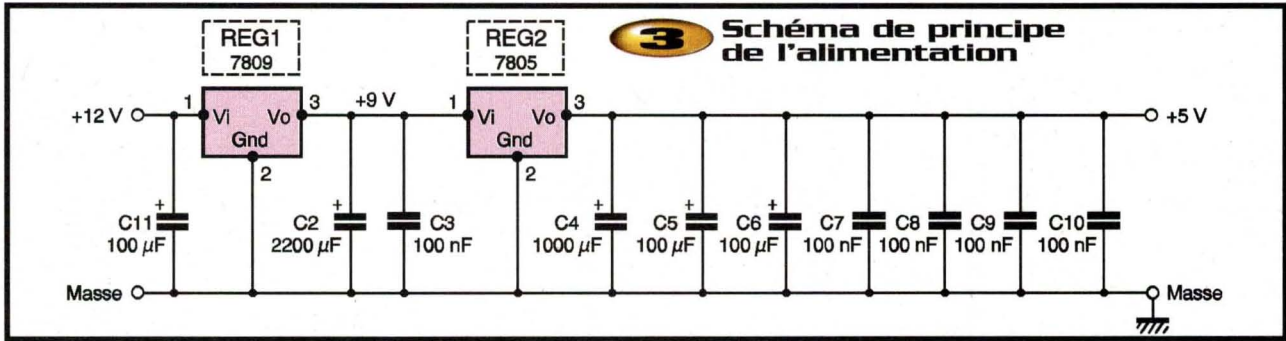 3 Schéma de principe
de l'alimentation
REG1
7809
REG2
7805
+12 V
1
Vi
Vo
3
Gnd
2
+9 V
1
Vi
Vo
3
Gnd
2
+5 V
+
C11
100 µF
+
C2
2200 µF
C3
100 nF
+
C4
1000 µF
+
C5
100 µF
+
C6
100 µF
C7
100 nF
C8
100 nF
C9
100 nF
C10
100 nF
Masse
Masse